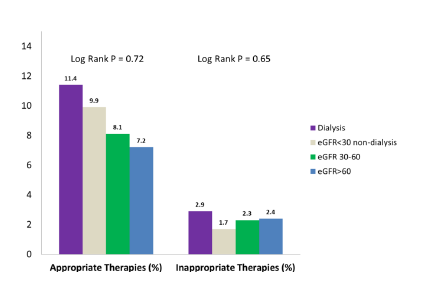 14
12
10
8
6
4
2
0
Log Rank P = 0.72
Log Rank P = 0.65
11.4
9.9
8.1
7.2
2.9
1.7
2.3
2.4
Appropriate Therapies (%)
Inappropriate Therapies (%)
Dialysis
eGFR<30 non-dialysis
eGFR 30-60
eGFR>60